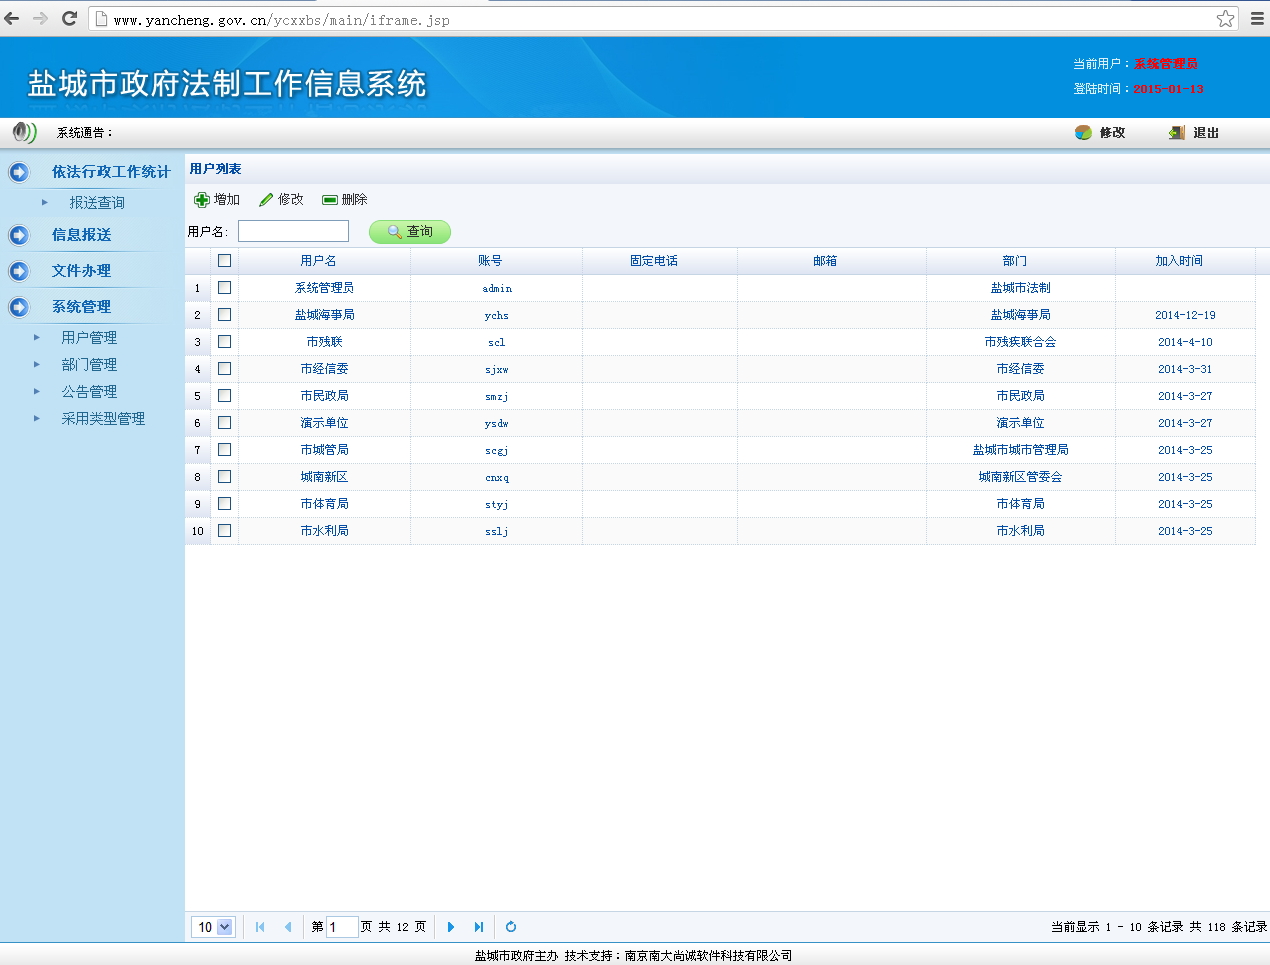 www.yancheng.gov.cn/ycxxbs/main/iframe.jsp
盐城市政府法制工作信息系统
当前用户：系统管理员
登陆时间：2015-01-13
系统通告：
修改 退出
依法行政工作统计
报送查询
信息报送
文件办理
系统管理
用户管理
部门管理
公告管理
采用类型管理
用户列表
增加 修改 删除
用户名: 查询
用户名 账号 固定电话 邮箱 部门 加入时间
1 系统管理员 admin 盐城市法制
2 盐城海事局 ychs 盐城海事局 2014-12-19
3 市残联 scl 市残疾联合会 2014-4-10
4 市经信委 sjxw 市经信委 2014-3-31
5 市民政局 smzj 市民政局 2014-3-27
6 演示单位 ysdw 演示单位 2014-3-27
7 市城管局 scgj 盐城市城市管理局 2014-3-25
8 城南新区 cnxq 城南新区管委会 2014-3-25
9 市体育局 styj 市体育局 2014-3-25
10 市水利局 sslj 市水利局 2014-3-25
10 第 1 页 共 12 页 当前显示 1 - 10 条记录 共 118 条记录
盐城市政府主办 技术支持：南京南大尚诚软件科技有限公司